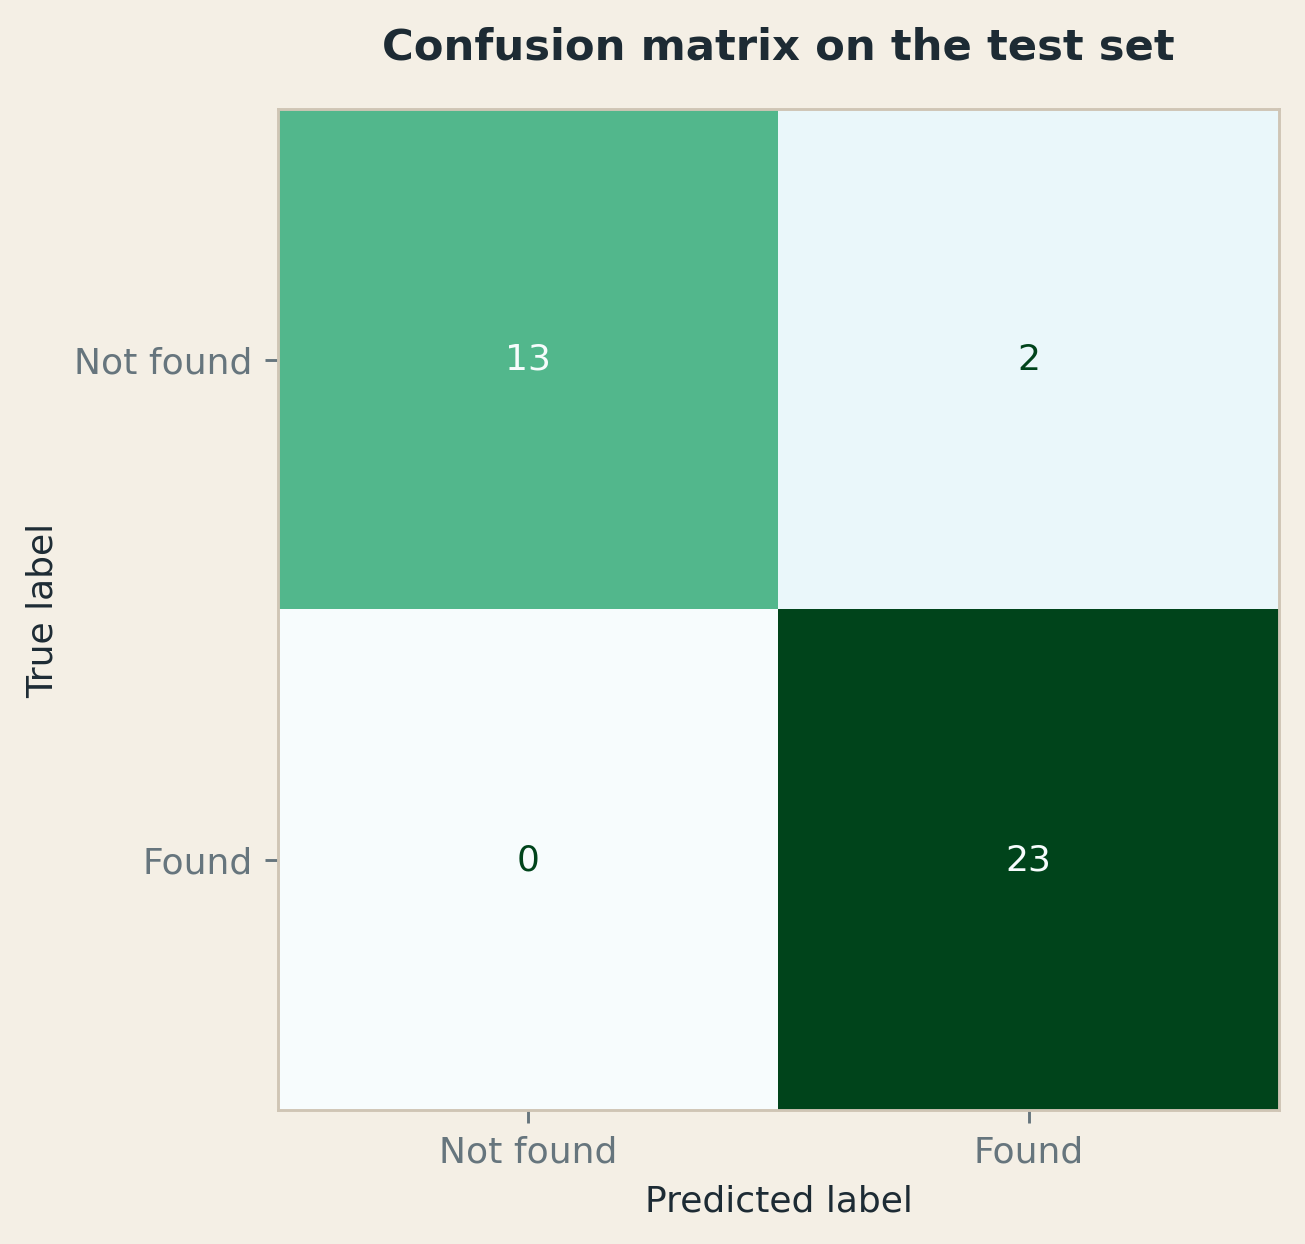 Confusion matrix on the test set
True label
Not found
13
2
Found
0
23
Not found
Found
Predicted label